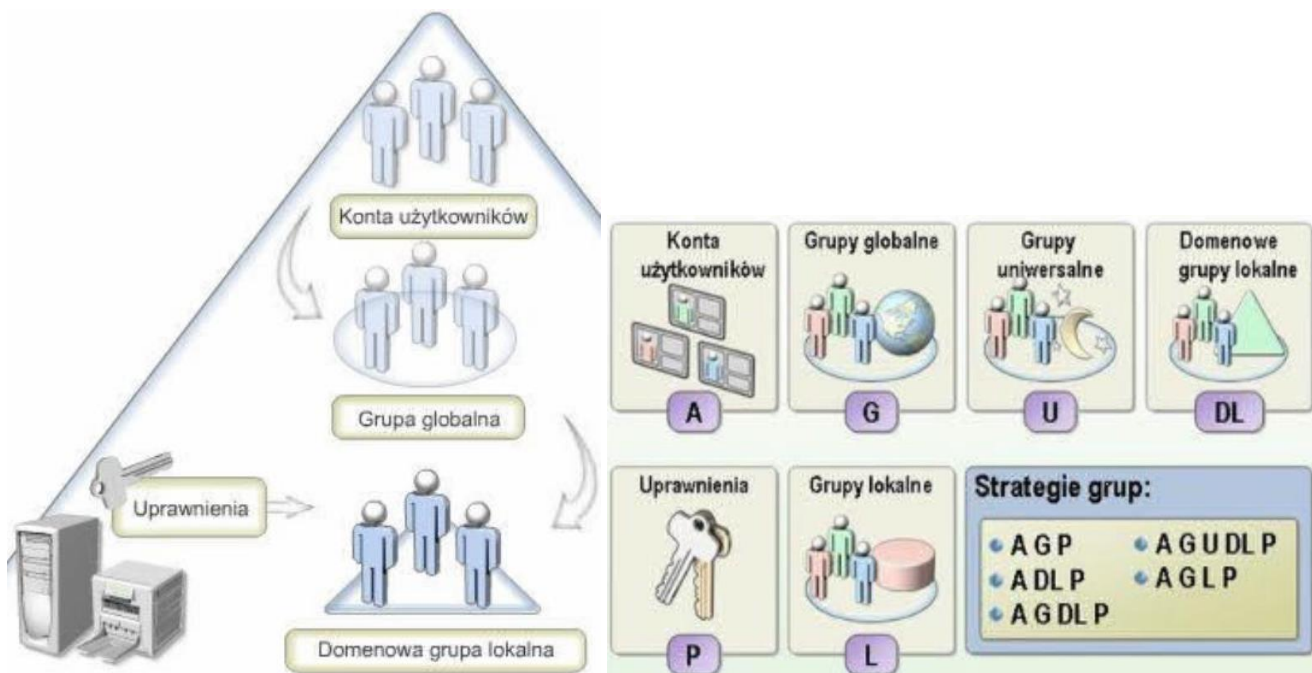 Konta użytkowników
Grupa globalna
Uprawnienia
Domenowa grupa lokalna
Konta
użytkowników
A
Grupy globalne
G
Grupy
uniwersalne
U
Domenowe
grupy lokalne
DL
Uprawnienia
P
Grupy lokalne
L
Strategie grup:
A G P
A DL P
A G DL P
A G U DL P
A G L P